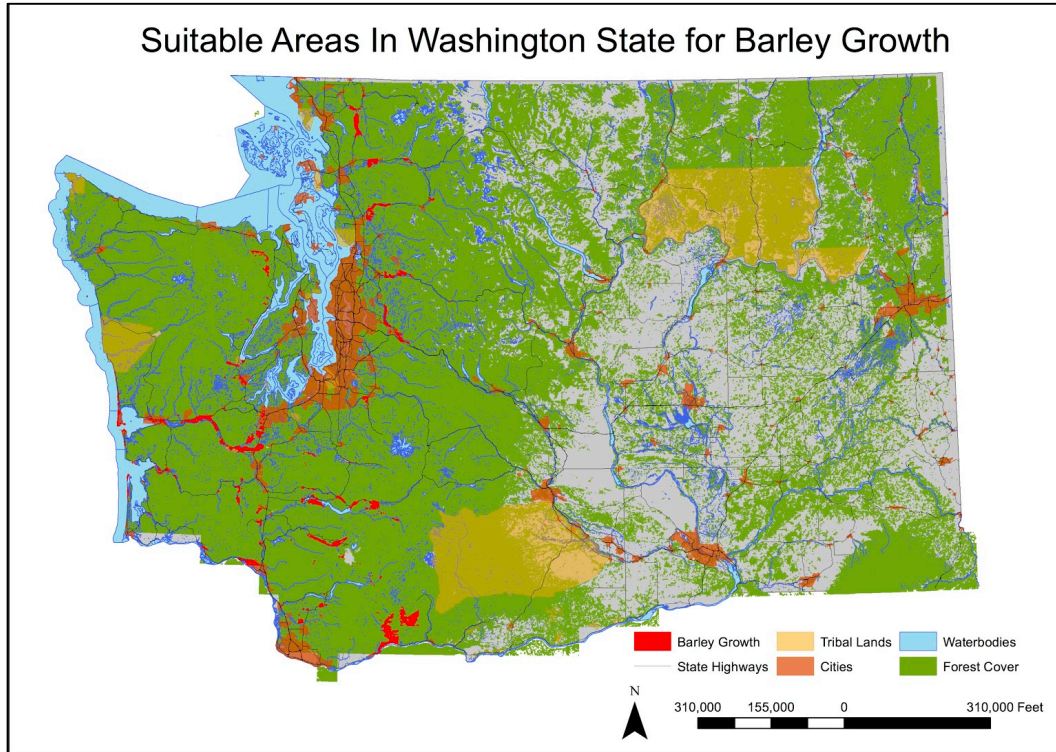 Suitable Areas In Washington State for Barley Growth
Barley Growth Tribal Lands Waterbodies
State Highways Cities Forest Cover
N
310,000 155,000 0 310,000 Feet